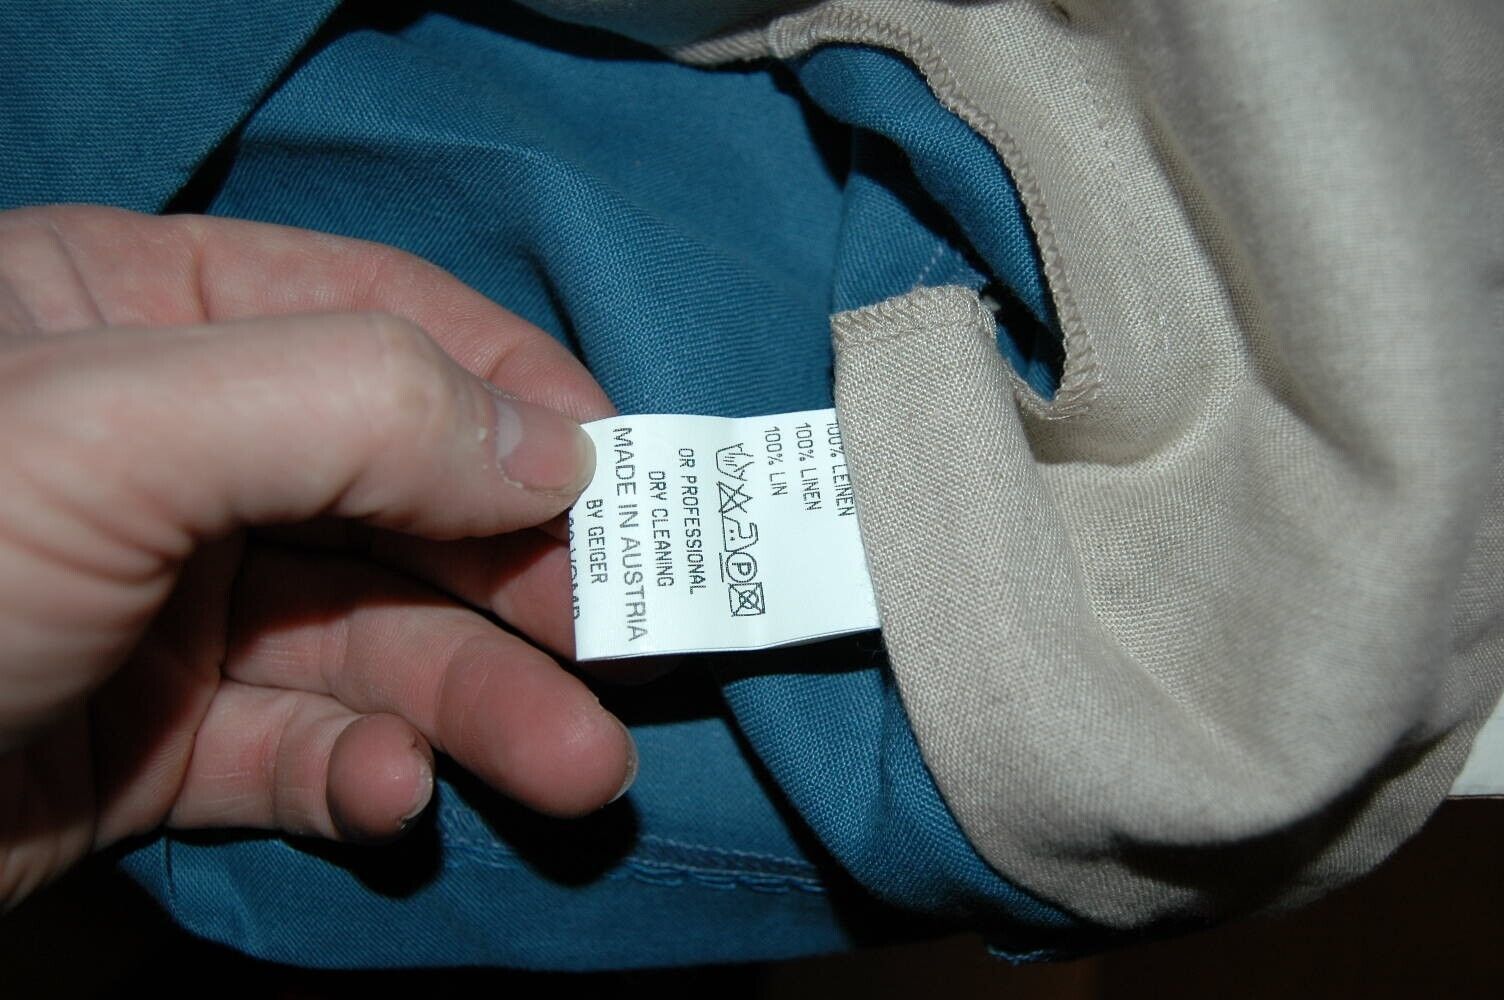 100% LEINEN
100% LINEN
100% LIN
P
OR PROFESSIONAL
DRY CLEANING
MADE IN AUSTRIA
BY GEIGER